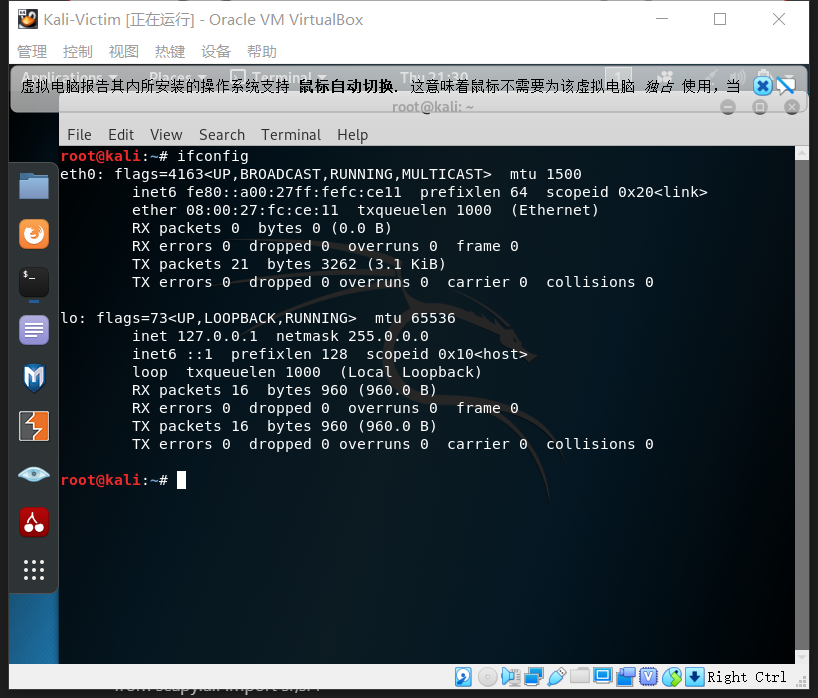 Kali-Victim [正在运行] - Oracle VM VirtualBox
管理 控制 视图 热键 设备 帮助
Applications Places Terminal Thu 21:30 1
虚拟电脑报告其内所安装的操作系统支持 鼠标自动切换. 这意味着鼠标不需要为该虚拟电脑 独占 使用, 当
root@kali: ~
File Edit View Search Terminal Help
root@kali:~# ifconfig
eth0: flags=4163<UP,BROADCAST,RUNNING,MULTICAST>  mtu 1500
        inet6 fe80::a00:27ff:fefc:ce11  prefixlen 64  scopeid 0x20<link>
        ether 08:00:27:fc:ce:11  txqueuelen 1000  (Ethernet)
        RX packets 0  bytes 0 (0.0 B)
        RX errors 0  dropped 0  overruns 0  frame 0
        TX packets 21  bytes 3262 (3.1 KiB)
        TX errors 0  dropped 0 overruns 0  carrier 0  collisions 0
lo: flags=73<UP,LOOPBACK,RUNNING>  mtu 65536
        inet 127.0.0.1  netmask 255.0.0.0
        inet6 ::1  prefixlen 128  scopeid 0x10<host>
        loop  txqueuelen 1000  (Local Loopback)
        RX packets 16  bytes 960 (960.0 B)
        RX errors 0  dropped 0  overruns 0  frame 0
        TX packets 16  bytes 960 (960.0 B)
        TX errors 0  dropped 0 overruns 0  carrier 0  collisions 0
root@kali:~#
Right Ctrl